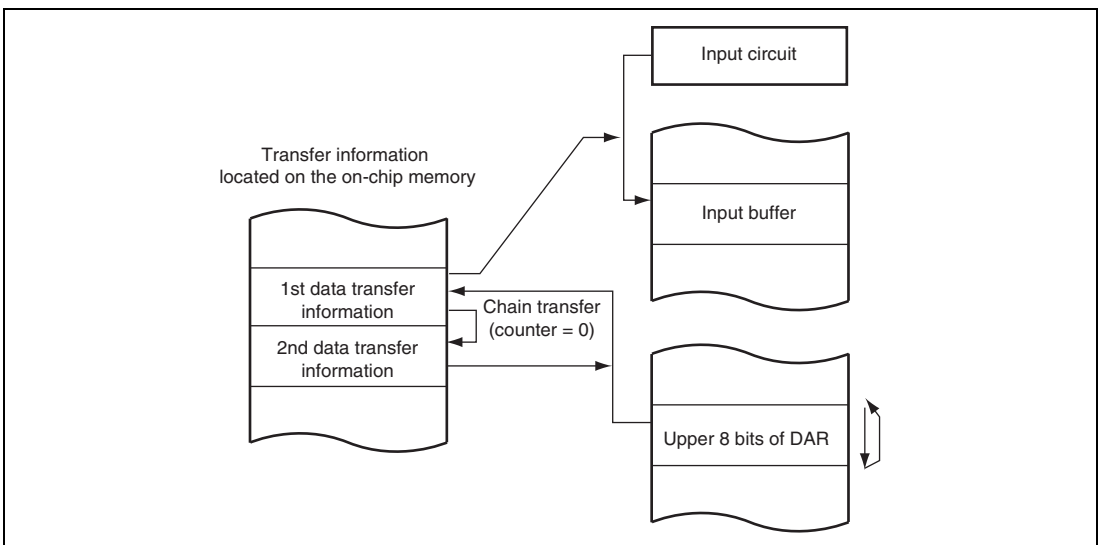 Input circuit
Transfer information
located on the on-chip memory
Input buffer
1st data transfer
information
Chain transfer
(counter = 0)
2nd data transfer
information
Upper 8 bits of DAR